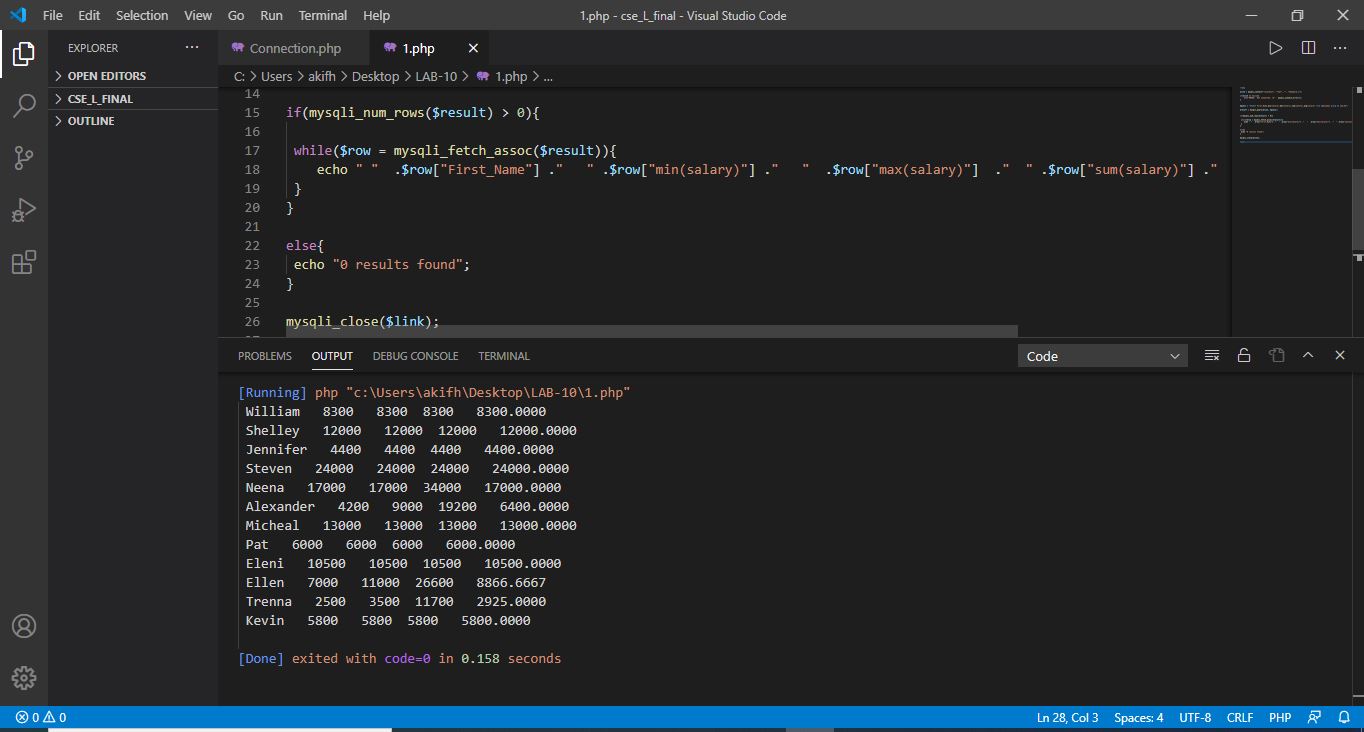 File Edit Selection View Go Run Terminal Help 1.php - cse_L_final - Visual Studio Code
EXPLORER ···
OPEN EDITORS
CSE_L_FINAL
OUTLINE
Connection.php 1.php
C: > Users > akifh > Desktop > LAB-10 > 1.php > ...
14
15 if(mysqli_num_rows($result) > 0){
16
17 while($row = mysqli_fetch_assoc($result)){
18 echo " " .$row["First_Name"] ." " .$row["min(salary)"] ." " .$row["max(salary)"] ." " .$row["sum(salary)"] ."
19 }
20 }
21
22 else{
23 echo "0 results found";
24 }
25
26 mysqli_close($link);
PROBLEMS OUTPUT DEBUG CONSOLE TERMINAL Code
[Running] php "c:\Users\akifh\Desktop\LAB-10\1.php"
William 8300 8300 8300 8300.0000
Shelley 12000 12000 12000 12000.0000
Jennifer 4400 4400 4400 4400.0000
Steven 24000 24000 24000 24000.0000
Neena 17000 17000 34000 17000.0000
Alexander 4200 9000 19200 6400.0000
Micheal 13000 13000 13000 13000.0000
Pat 6000 6000 6000 6000.0000
Eleni 10500 10500 10500 10500.0000
Ellen 7000 11000 26600 8866.6667
Trenna 2500 3500 11700 2925.0000
Kevin 5800 5800 5800 5800.0000
[Done] exited with code=0 in 0.158 seconds
0 0 Ln 28, Col 3 Spaces: 4 UTF-8 CRLF PHP